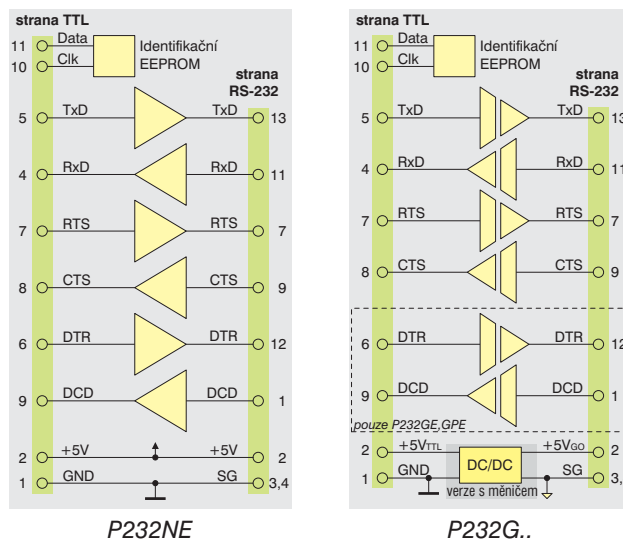 strana TTL
11 Data
10 Clk
Identifikační
EEPROM
strana
RS-232
5 TxD TxD 13
4 RxD RxD 11
7 RTS RTS 7
8 CTS CTS 9
6 DTR DTR 12
9 DCD DCD 1
2 +5V +5V 2
1 GND SG 3,4
P232NE
strana TTL
11 Data
10 Clk
Identifikační
EEPROM
strana
RS-232
5 TxD TxD 13
4 RxD RxD 11
7 RTS RTS 7
8 CTS CTS 9
6 DTR DTR 12
9 DCD DCD 1
pouze P232GE,GPE
2 +5VTTL +5VGO 2
DC/DC
1 GND SG 3,
verze s měničem
P232G..